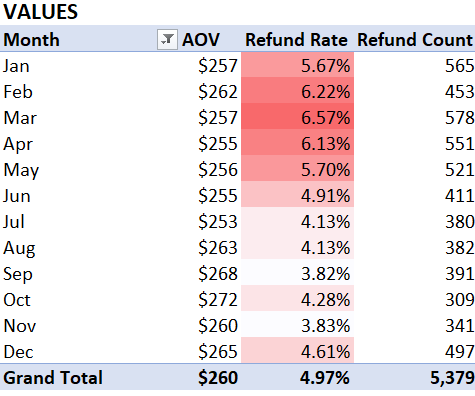 VALUES
Month AOV Refund Rate Refund Count
Jan $257 5.67% 565
Feb $262 6.22% 453
Mar $257 6.57% 578
Apr $255 6.13% 551
May $256 5.70% 521
Jun $255 4.91% 411
Jul $253 4.13% 380
Aug $263 4.13% 382
Sep $268 3.82% 391
Oct $272 4.28% 309
Nov $260 3.83% 341
Dec $265 4.61% 497
Grand Total $260 4.97% 5,379